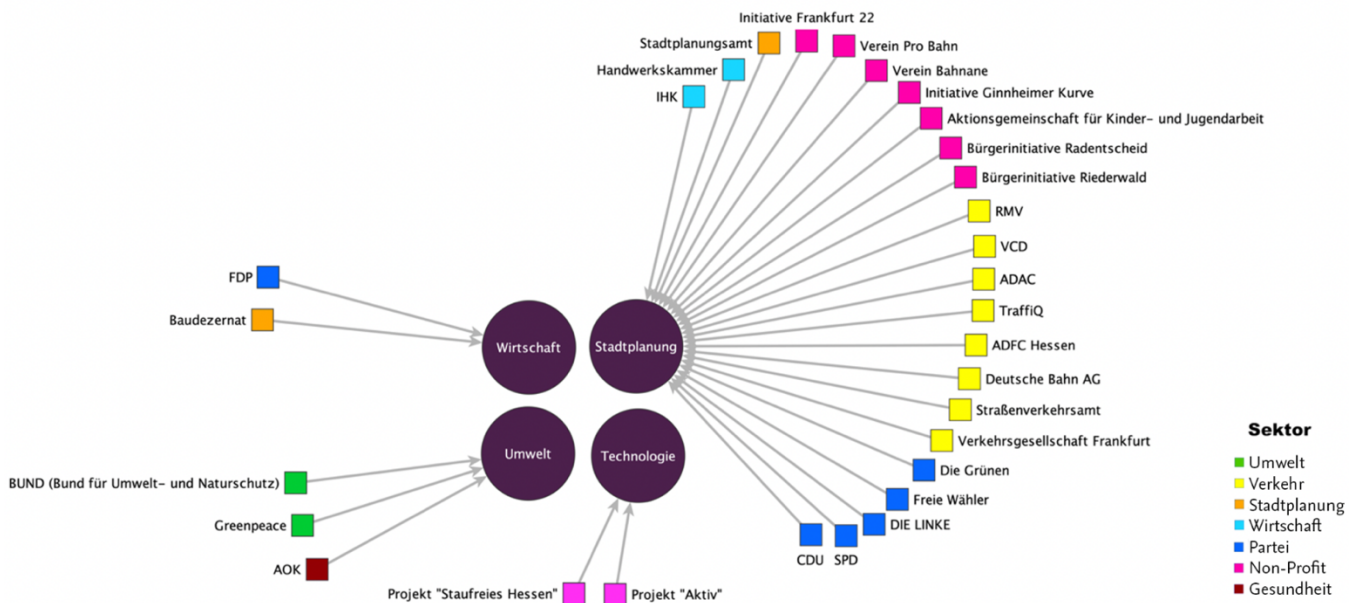 Initiative Frankfurt 22
Stadtplanungsamt
Verein Pro Bahn
Handwerkskammer
Verein Bahnane
IHK
Initiative Ginnheimer Kurve
Aktionsgemeinschaft für Kinder- und Jugendarbeit
Bürgerinitiative Radentscheid
Bürgerinitiative Riederwald
RMV
VCD
FDP
ADAC
Baudezernat
TraffiQ
Wirtschaft
Stadtplanung
ADFC Hessen
Deutsche Bahn AG
Straßenverkehrsamt
Verkehrsgesellschaft Frankfurt
Umwelt
Technologie
Die Grünen
BUND (Bund für Umwelt- und Naturschutz)
Freie Wähler
Greenpeace
DIE LINKE
CDU
SPD
AOK
Projekt "Staufreies Hessen"
Projekt "Aktiv"
Sektor
Umwelt
Verkehr
Stadtplanung
Wirtschaft
Partei
Non-Profit
Gesundheit